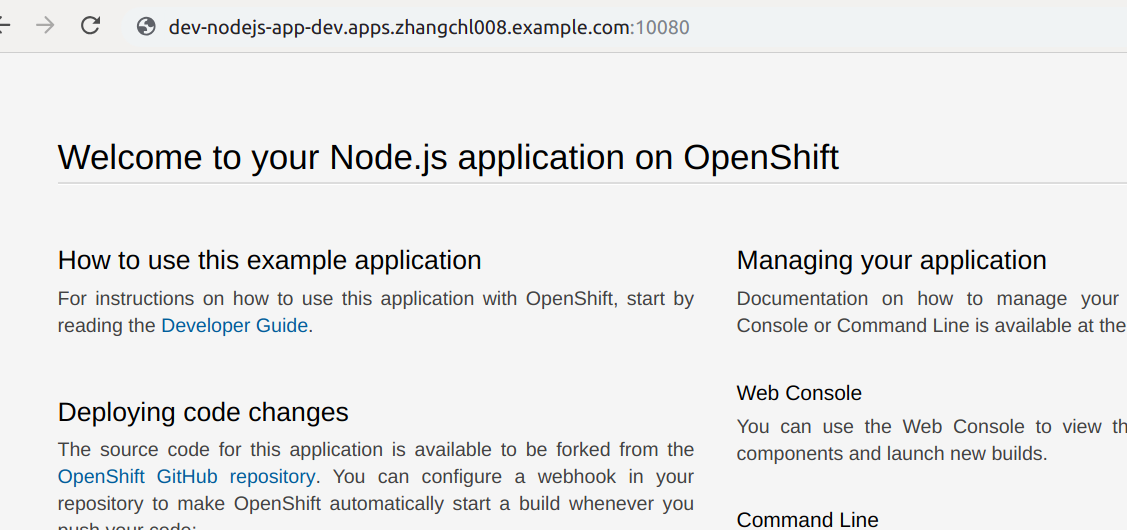 dev-nodejs-app-dev.apps.zhangchl008.example.com:10080
Welcome to your Node.js application on OpenShift
How to use this example application
For instructions on how to use this application with OpenShift, start by
reading the Developer Guide.
Deploying code changes
The source code for this application is available to be forked from the
OpenShift GitHub repository. You can configure a webhook in your
repository to make OpenShift automatically start a build whenever you
push your code:
Managing your application
Documentation on how to manage your
Console or Command Line is available at the
Web Console
You can use the Web Console to view th
components and launch new builds.
Command Line